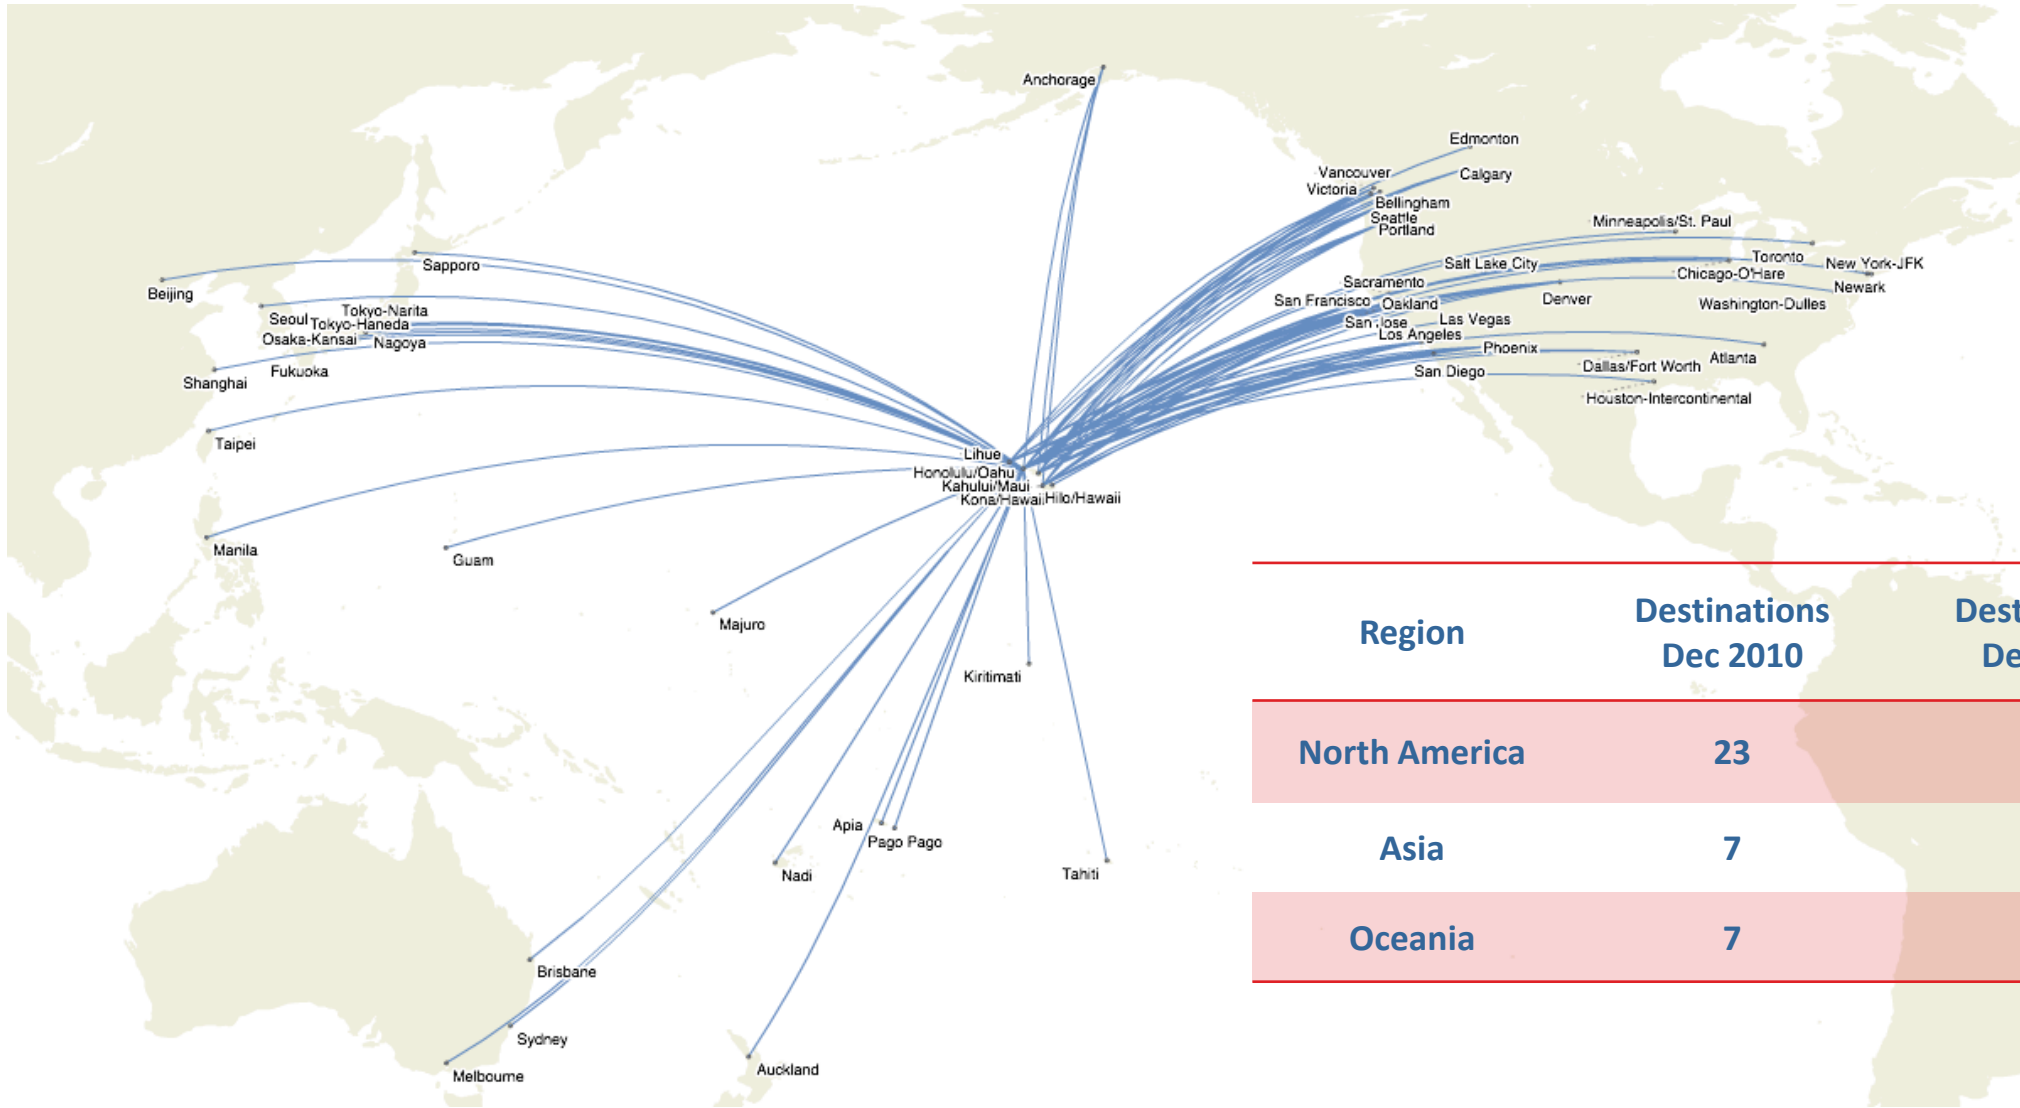 Anchorage
Edmonton
Vancouver
Calgary
Victoria
Bellingham
Seattle
Portland
Minneapolis/St. Paul
Salt Lake City
Toronto
New York-JFK
Chicago-O'Hare
Sacramento
Newark
San Francisco
Oakland
Denver
Washington-Dulles
San Jose
Las Vegas
Los Angeles
Phoenix
Atlanta
Dallas/Fort Worth
San Diego
Houston-Intercontinental
Sapporo
Beijing
Tokyo-Narita
Seoul
Tokyo-Haneda
Osaka-Kansai
Nagoya
Fukuoka
Shanghai
Taipei
Lihue
Honolulu/Oahu
Kahului/Maui
Kona/Hawaii
Hilo/Hawaii
Manila
Guam
Majuro
Kiritimati
Apia
Pago Pago
Nadi
Tahiti
Brisbane
Sydney
Auckland
Melbourne
Region
Destinations
Dec 2010
Dest
De
North America
23
Asia
7
Oceania
7